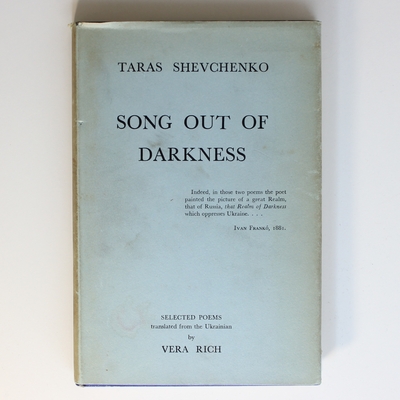 TARAS SHEVCHENKO
SONG OUT OF
DARKNESS
Indeed, in those two poems the poet
painted the picture of a great Realm,
that of Russia, that Realm of Darkness
which oppresses Ukraine. . . .
IVAN FRANKÓ, 1881.
SELECTED POEMS
translated from the Ukrainian
by
VERA RICH